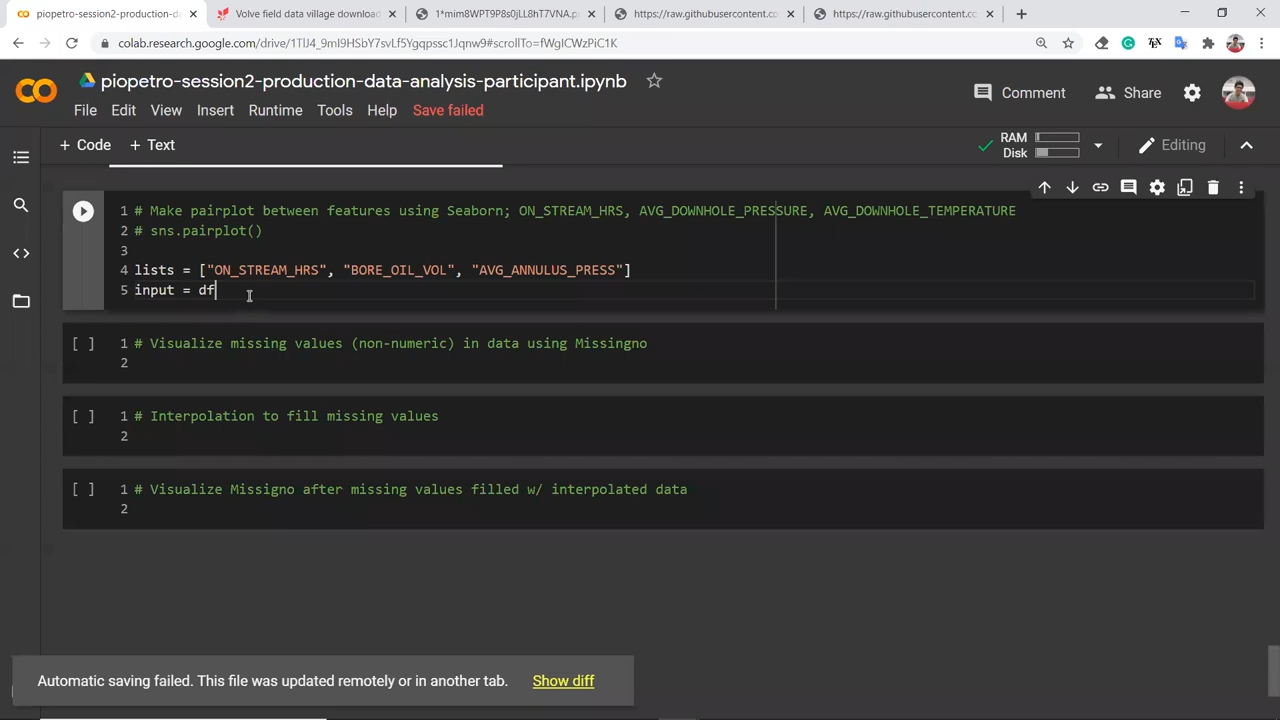 piopetro-session2-production-da
Volve field data village download
1*mim8WPT9P8s0jLL8hT7VNA.p
https://raw.githubusercontent.co
https://raw.githubusercontent.cc
colab.research.google.com/drive/1TlJ4_9mI9HSbY7svLf5Ygqpssc1Jqnw9#scrollTo=fWgICWzPiC1K
piopetro-session2-production-data-analysis-participant.ipynb
File Edit View Insert Runtime Tools Help Save failed
Comment Share
+ Code + Text
RAM
Disk
Editing
1 # Make pairplot between features using Seaborn; ON_STREAM_HRS, AVG_DOWNHOLE_PRESSURE, AVG_DOWNHOLE_TEMPERATURE
2 # sns.pairplot()
3
4 lists = ["ON_STREAM_HRS", "BORE_OIL_VOL", "AVG_ANNULUS_PRESS"]
5 input = df
[ ] 1 # Visualize missing values (non-numeric) in data using Missingno
2
[ ] 1 # Interpolation to fill missing values
2
[ ] 1 # Visualize Missigno after missing values filled w/ interpolated data
2
Automatic saving failed. This file was updated remotely or in another tab. Show diff